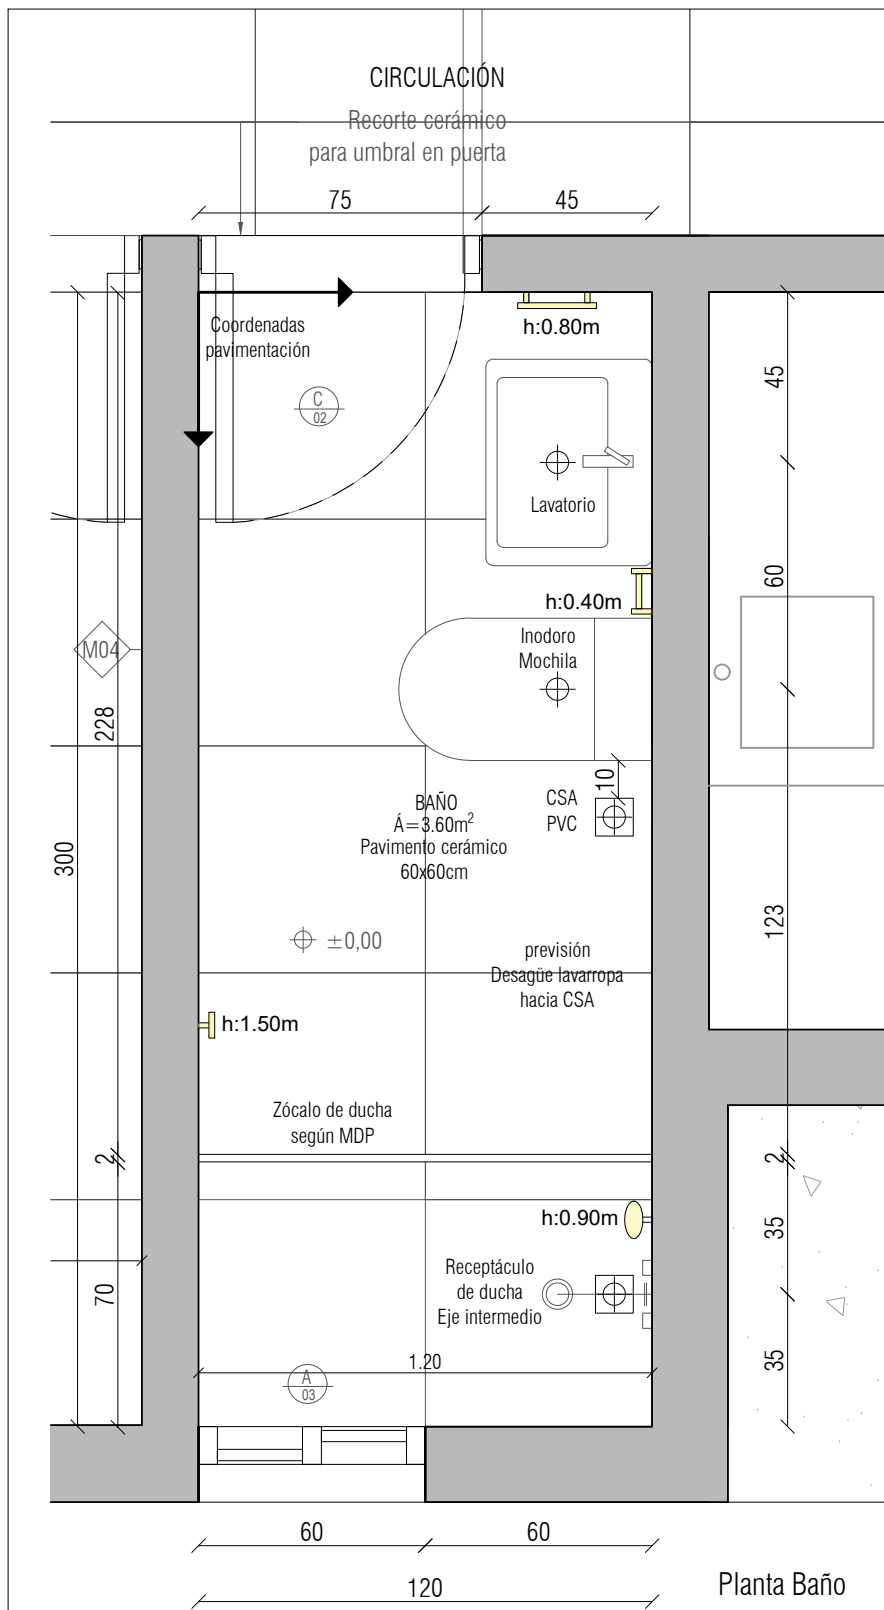 CIRCULACIÓN
Recorte cerámico
para umbral en puerta
75
45
h:0.80m
Coordenadas
pavimentación
C
02
45
Lavatorio
60
h:0.40m
Inodoro
Mochila
M04
228
10
CSA
PVC
BAÑO
Á=3.60m²
Pavimento cerámico
60x60cm
300
123
±0,00
previsión
Desagüe lavarropa
hacia CSA
h:1.50m
Zócalo de ducha
según MDP
2
2
h:0.90m
35
Receptáculo
de ducha
Eje intermedio
70
35
1.20
A
03
60
60
120
Planta Baño